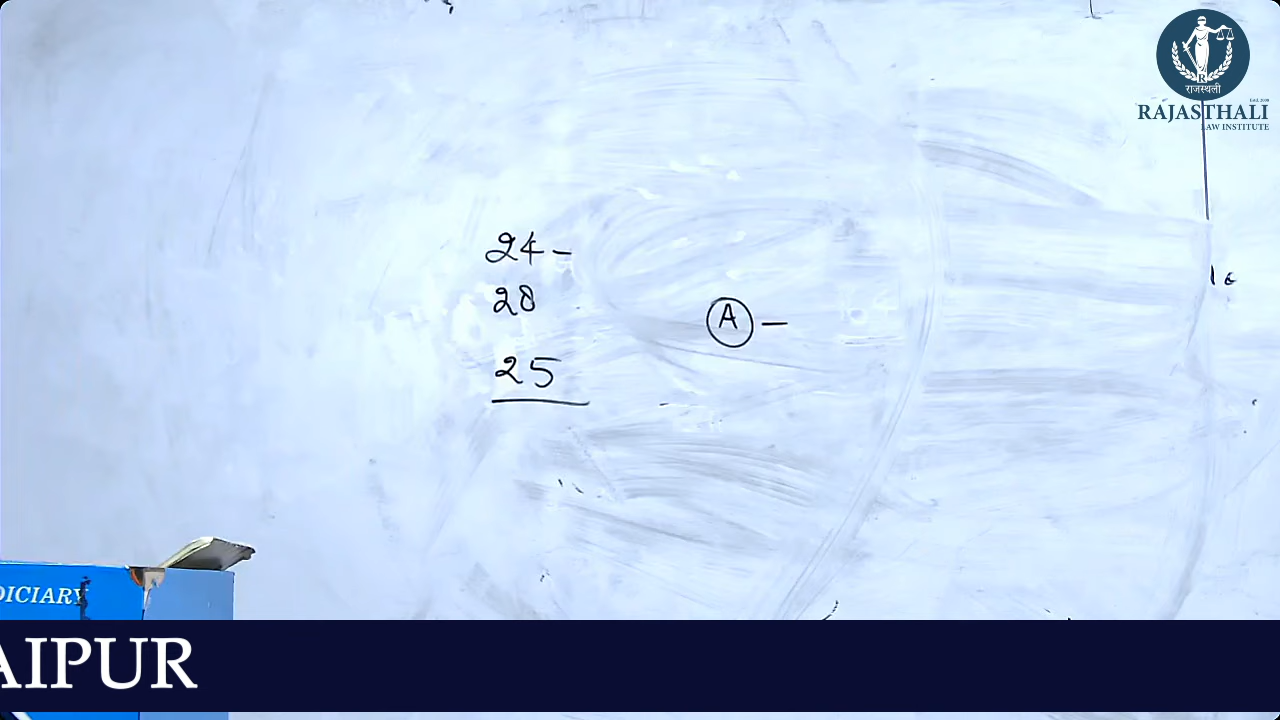 राजस्थली
RAJASTHALI
LAW INSTITUTE
24-
28
25
A -
DICIARY
AIPUR